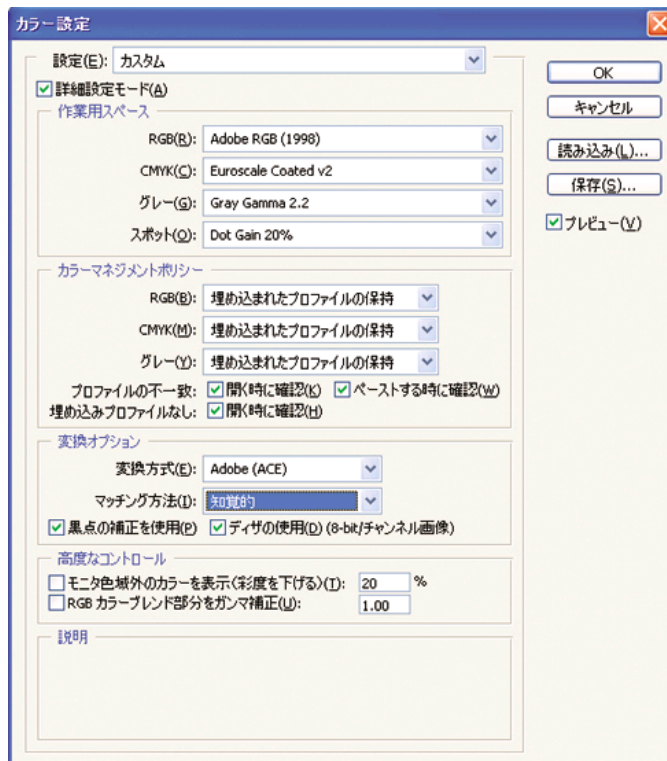 カラー設定
設定(E): カスタム
詳細設定モード(A)
作業用スペース
RGB(R): Adobe RGB (1998)
CMYK(C): Euroscale Coated v2
グレー(G): Gray Gamma 2.2
スポット(O): Dot Gain 20%
カラーマネジメントポリシー
RGB(B): 埋め込まれたプロファイルの保持
CMYK(M): 埋め込まれたプロファイルの保持
グレー(Y): 埋め込まれたプロファイルの保持
プロファイルの不一致: 開く時に確認(K) ペーストする時に確認(W)
埋め込みプロファイルなし: 開く時に確認(H)
変換オプション
変換方式(E): Adobe (ACE)
マッチング方法(I): 知覚的
黒点の補正を使用(P) ディザの使用(D) (8-bit/チャンネル画像)
高度なコントロール
モニタ色域外のカラーを表示(彩度を下げる)(T): 20 %
RGB カラーブレンド部分をガンマ補正(U): 1.00
説明
OK
キャンセル
読み込み(L)...
保存(S)...
プレビュー(V)